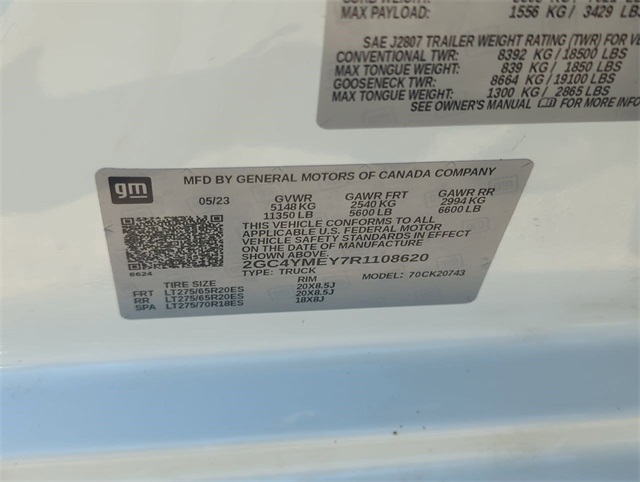 MAX PAYLOAD: 1556 KG / 3429 LBS
SAE J2807 TRAILER WEIGHT RATING (TWR) FOR VE
CONVENTIONAL TWR: 8392 KG / 18500 LBS
MAX TONGUE WEIGHT: 839 KG / 1850 LBS
GOOSENECK TWR: 8664 KG / 19100 LBS
MAX TONGUE WEIGHT: 1300 KG / 2865 LBS
SEE OWNER'S MANUAL FOR MORE INFO
gm
MFD BY GENERAL MOTORS OF CANADA COMPANY
05/23 GVWR GAWR FRT GAWR RR
5148 KG 2540 KG 2994 KG
11350 LB 5600 LB 6600 LB
THIS VEHICLE CONFORMS TO ALL
APPLICABLE U.S. FEDERAL MOTOR
VEHICLE SAFETY STANDARDS IN
EFFECT ON THE DATE OF MANUFACTURE
SHOWN ABOVE.
2GC4YMEY7R1108620
8624 TYPE: TRUCK MODEL: 70CK20743
TIRE SIZE RIM
FRT LT275/65R20ES 20X8.5J
RR LT275/65R20ES 20X8.5J
SPA LT275/70R18ES 18X8J